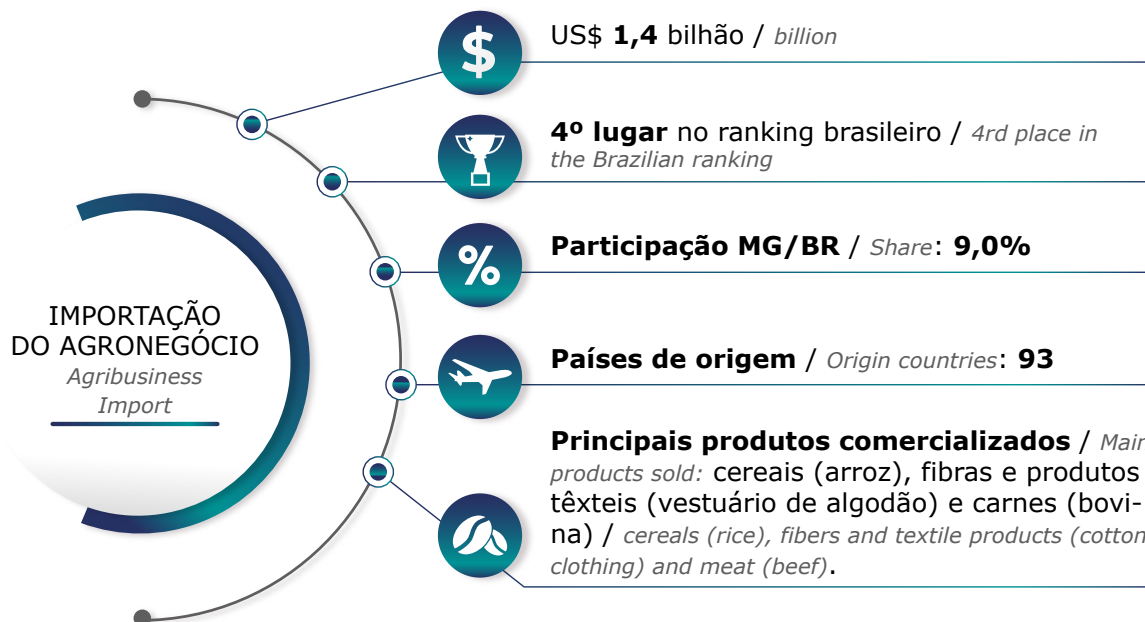 US$ 1,4 bilhão / billion
4º lugar no ranking brasileiro / 4rd place in
the Brazilian ranking
Participação MG/BR / Share: 9,0%
IMPORTAÇÃO
DO AGRONEGÓCIO
Agribusiness
Import
Países de origem / Origin countries: 93
Principais produtos comercializados / Main
products sold: cereais (arroz), fibras e produtos
têxteis (vestuário de algodão) e carnes (bovi-
na) / cereals (rice), fibers and textile products (cotton
clothing) and meat (beef).